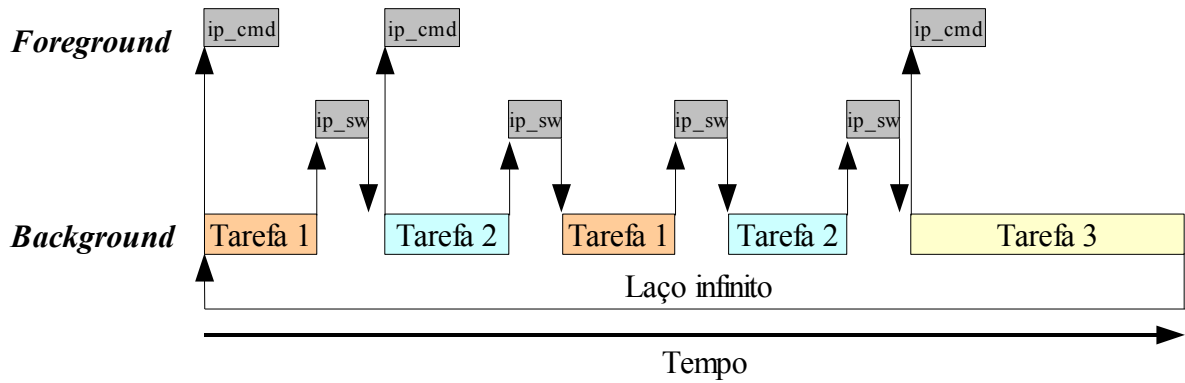 Foreground
ip_cmd
ip_cmd
ip_cmd
ip_sw
ip_sw
ip_sw
ip_sw
Background
Tarefa 1
Tarefa 2
Tarefa 1
Tarefa 2
Tarefa 3
Laço infinito
Tempo